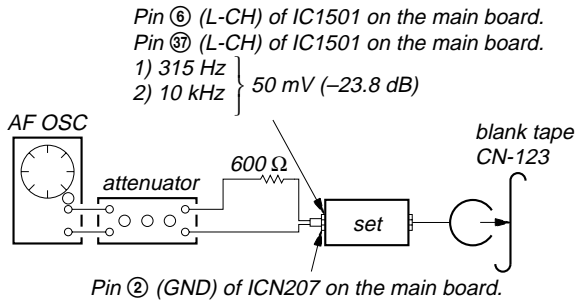 Pin ⑥ (L-CH) of IC1501 on the main board.
Pin ㊲ (L-CH) of IC1501 on the main board.
1) 315 Hz
2) 10 kHz
50 mV (–23.8 dB)
AF OSC
attenuator
600 Ω
set
blank tape
CN-123
Pin ② (GND) of ICN207 on the main board.